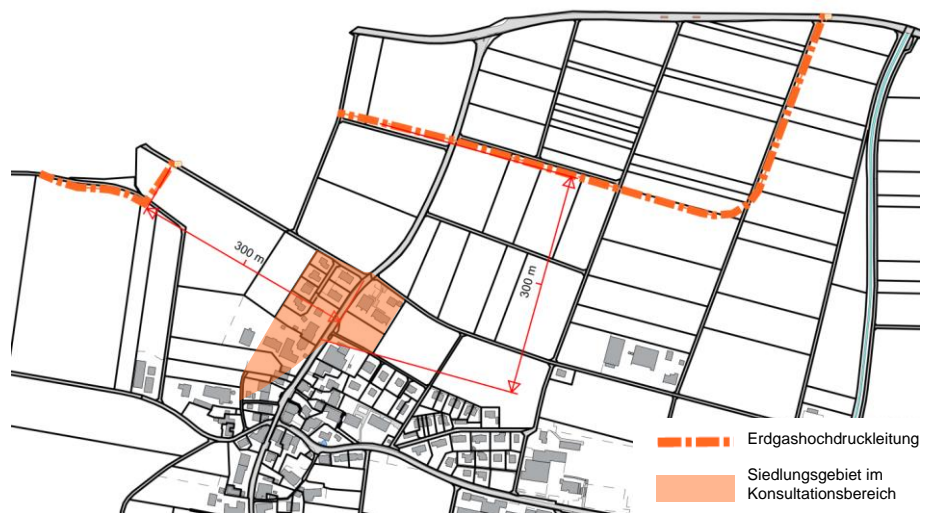 300 m
300 m
Erdgashochdruckleitung
Siedlungsgebiet im
Konsultationsbereich